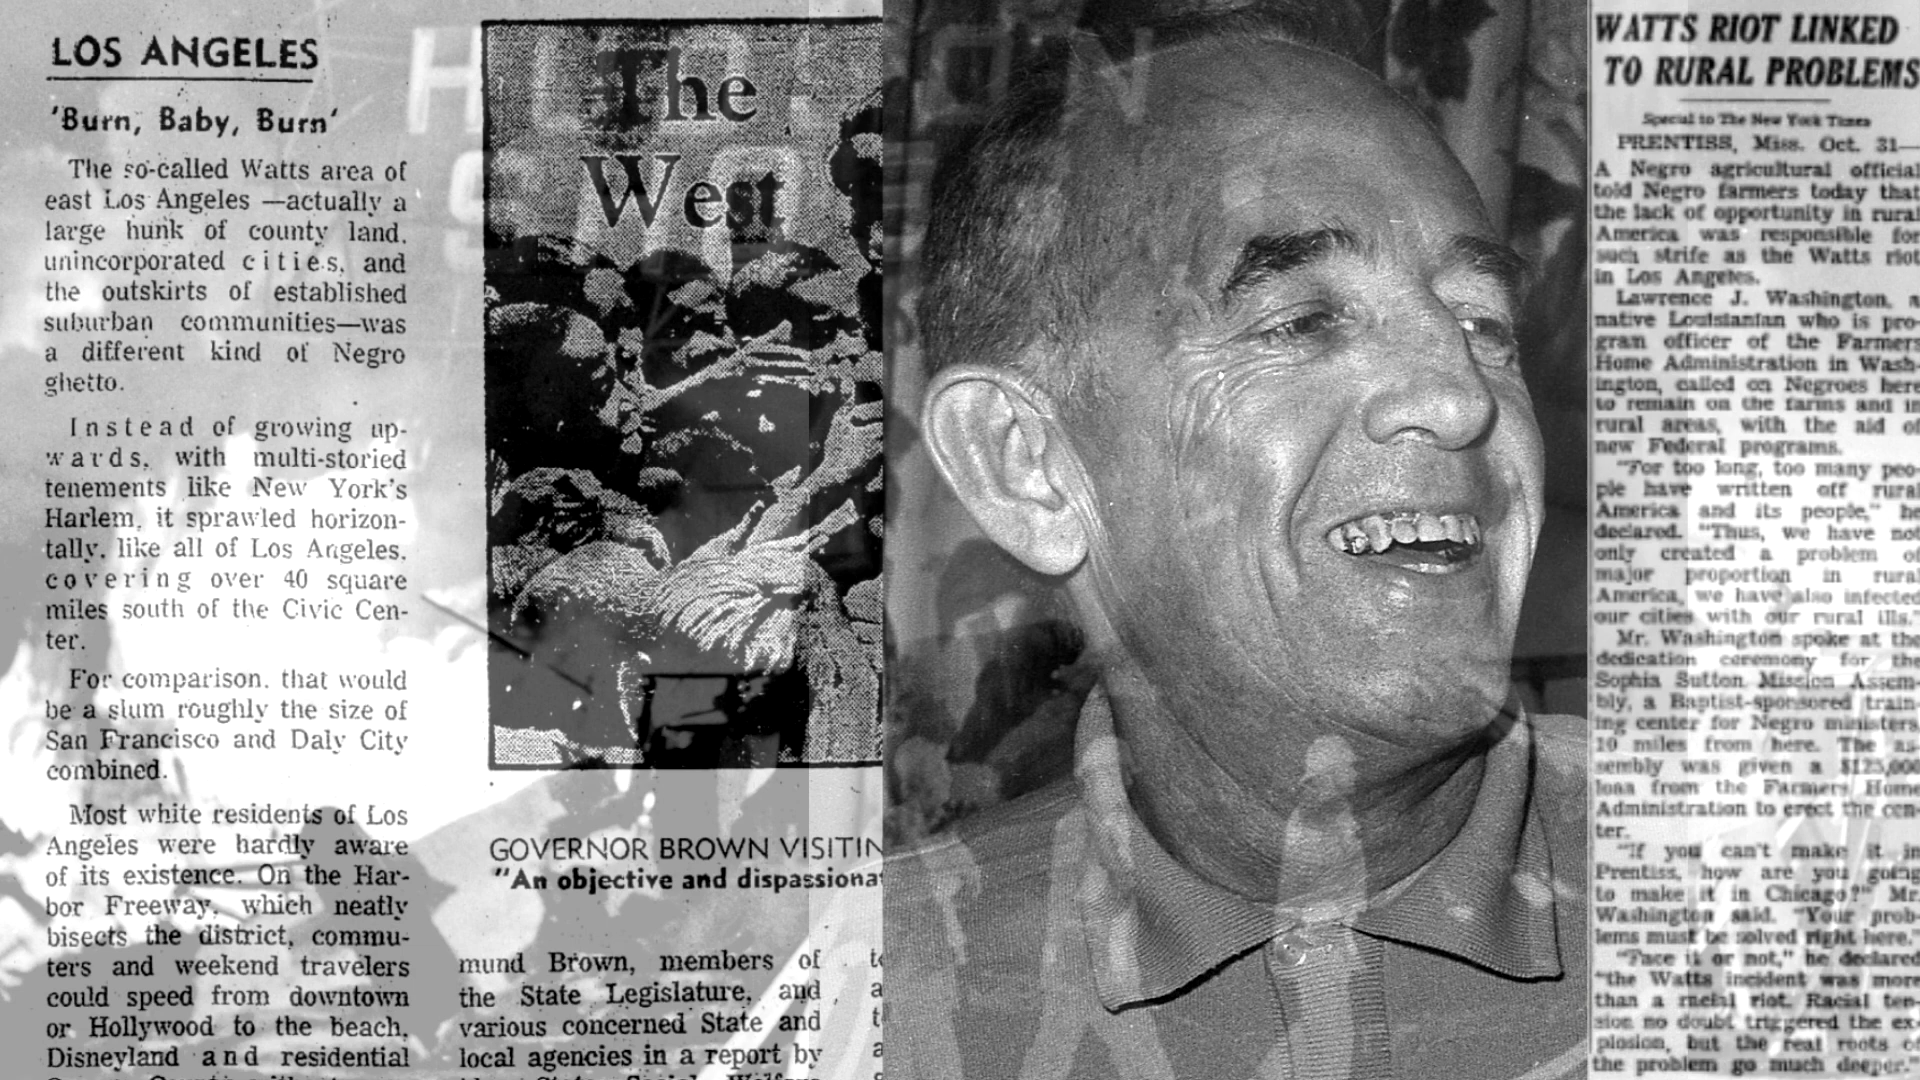 LOS ANGELES
'Burn, Baby, Burn'
The so-called Watts area of
east Los Angeles —actually a
large hunk of county land,
unincorporated cities, and
the outskirts of established
suburban communities—was
a different kind of Negro
ghetto.
Instead of growing up-
wards, with multi-storied
tenements like New York's
Harlem, it sprawled horizon-
tally, like all of Los Angeles,
covering over 40 square
miles south of the Civic Cen-
ter.
For comparison, that would
be a slum roughly the size of
San Francisco and Daly City
combined.
Most white residents of Los
Angeles were hardly aware
of its existence. On the Har-
bor Freeway, which neatly
bisects the district, commu-
ters and weekend travelers
could speed from downtown
or Hollywood to the beach,
Disneyland and residential
The
West
GOVERNOR BROWN VISITIN
"An objective and dispassiona
mund Brown, members of
the State Legislature, and
various concerned State and
local agencies in a report by
WATTS RIOT LINKED
TO RURAL PROBLEMS
Special to The New York Times
PRENTISS, Miss. Oct. 31—
A Negro agricultural official
told Negro farmers today that
the lack of opportunity in rural
America was responsible for
such strife as the Watts riot
in Los Angeles.
Lawrence J. Washington, a
native Louisianian who is pro-
gram officer of the Farmers
Home Administration in Wash-
ington, called on Negroes here
to remain on the farms and in
rural areas, with the aid of
new Federal programs.
"For too long, too many peo-
ple have written off rural
America and its people," he
declared. "Thus, we have not
only created a problem of
major proportion in rural
America, we have also infected
our cities with our rural ills."
Mr. Washington spoke at the
dedication ceremony for the
Sophia Sutton Mission Assem-
bly, a Baptist-sponsored train-
ing center for Negro ministers
10 miles from here. The as-
sembly was given a $125,000
loan from the Farmers Home
Administration to erect the cen-
ter.
"If you can't make it in
Prentiss, how are you going
to make it in Chicago?" Mr.
Washington said. "Your prob-
lems must be solved right here."
"Face it or not," he declared
"the Watts incident was more
than a racial riot. Racial ten-
sion no doubt triggered the ex-
plosion, but the real roots of
the problem go much deeper."